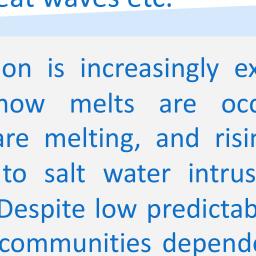 eat waves etc.
on is increasingly ex
now melts are occ
are melting, and risin
to salt water intrus
Despite low predictab
communities depende